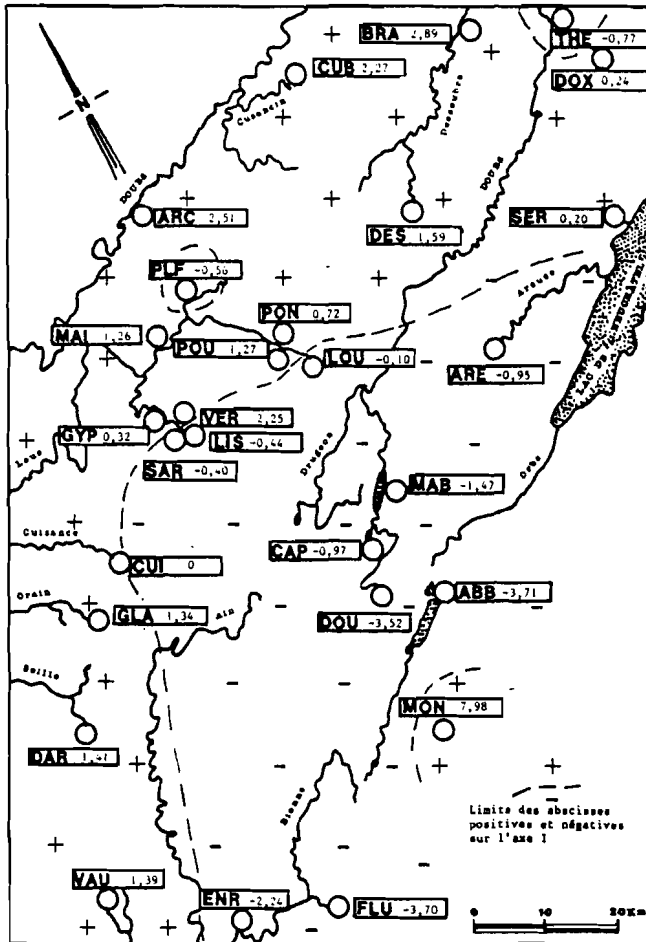 BRA 2,89
THE -0,77
CUB 2,27
DOX 0,24
N
Cusancin
Dessoubre
DOUBS
DOUBS
ARC 2,51
DES 1,59
SER 0,20
PLF -0,56
Areuse
LAC DE NEUCHATEL
PON 0,72
MAI 1,26
POU 1,27
LOU -0,10
ARE -0,95
VER 2,25
GYP 0,32
LIS -0,44
SAR -0,40
Loue
Drugeon
Orbe
MAB -1,47
Cuisance
CAP -0,97
CUI 0
Orain
GLA 1,34
Ain
DOU -3,52
ABB -3,71
Seille
MON 7,98
DAR 1,41
Bienne
Limite des abscisses
positives et négatives
sur l'axe I
VAU 1,39
ENR -2,24
FLU -3,70
0 10 20Km